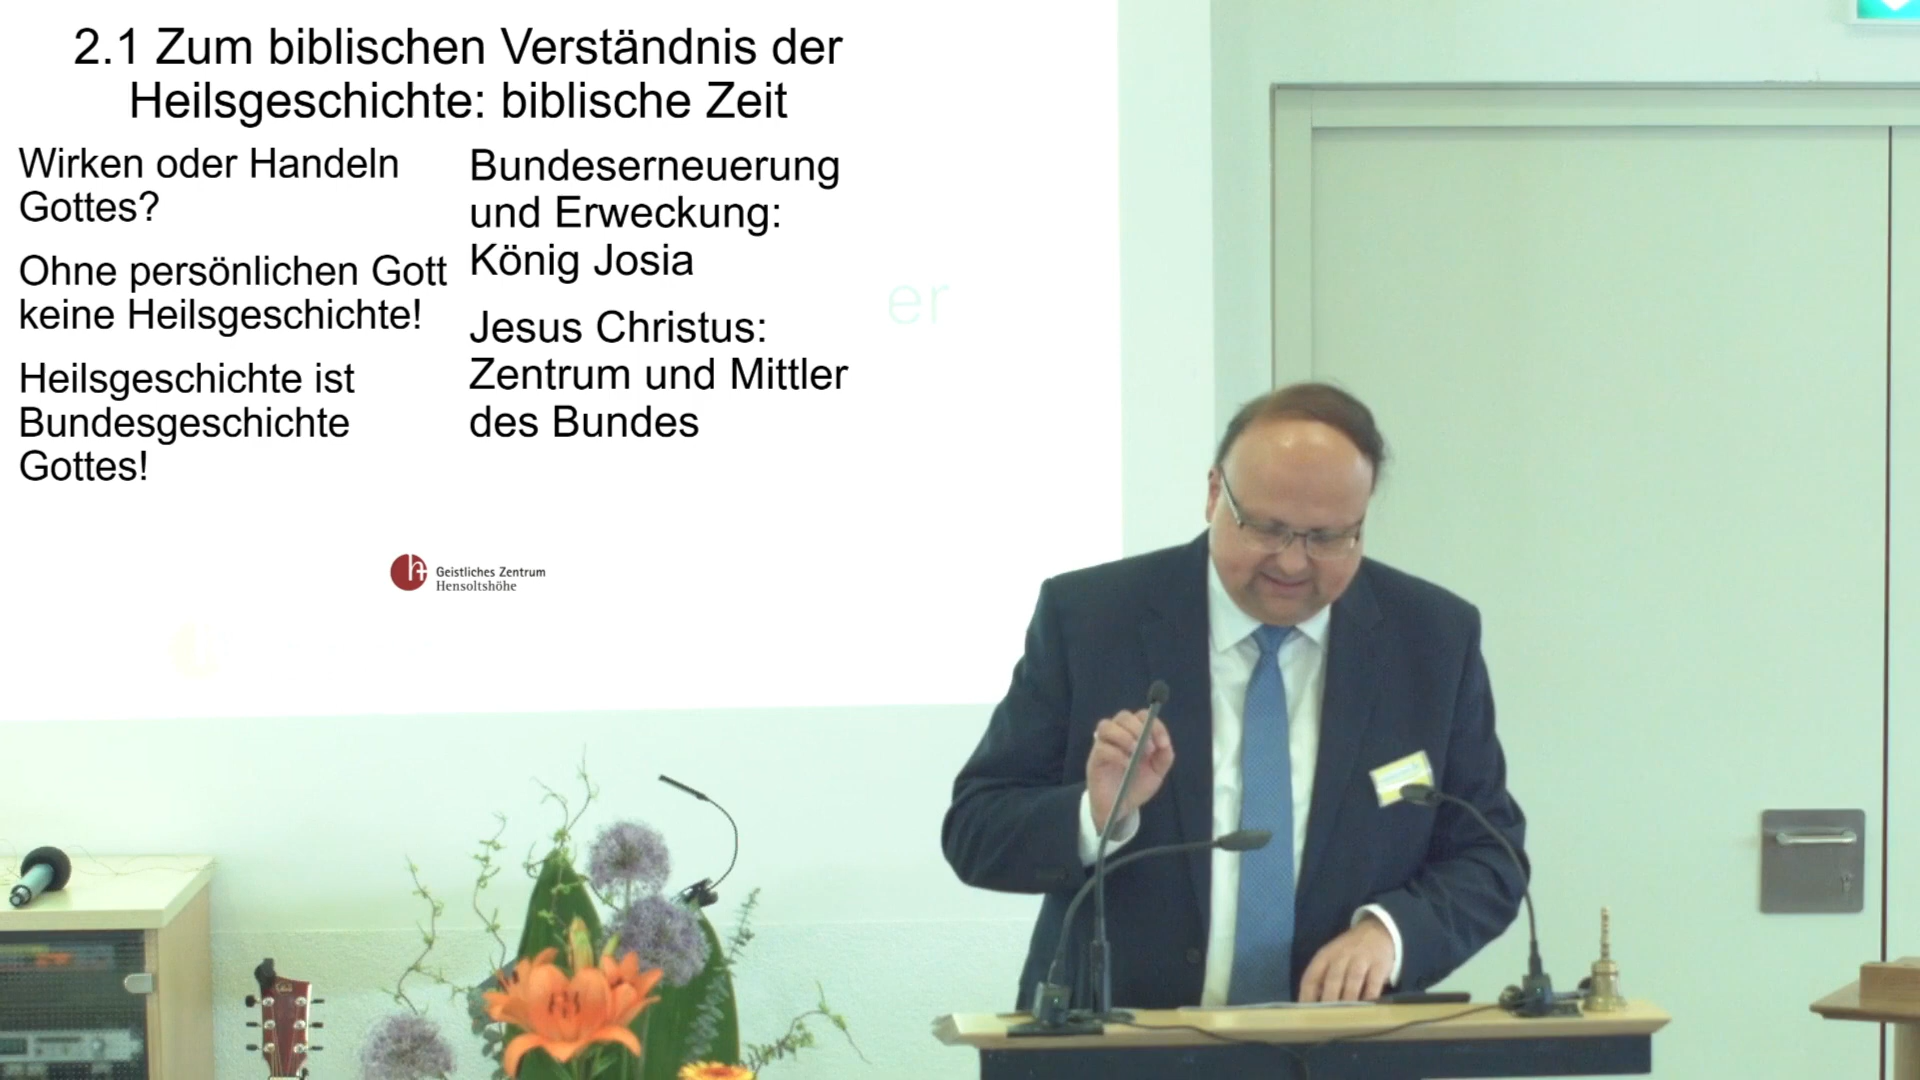 2.1 Zum biblischen Verständnis der
Heilsgeschichte: biblische Zeit
Wirken oder Handeln
Gottes?
Ohne persönlichen Gott
keine Heilsgeschichte!
Heilsgeschichte ist
Bundesgeschichte
Gottes!
Bundeserneuerung
und Erweckung:
König Josia
Jesus Christus:
Zentrum und Mittler
des Bundes
er
Geistliches Zentrum
Hensoltshöhe